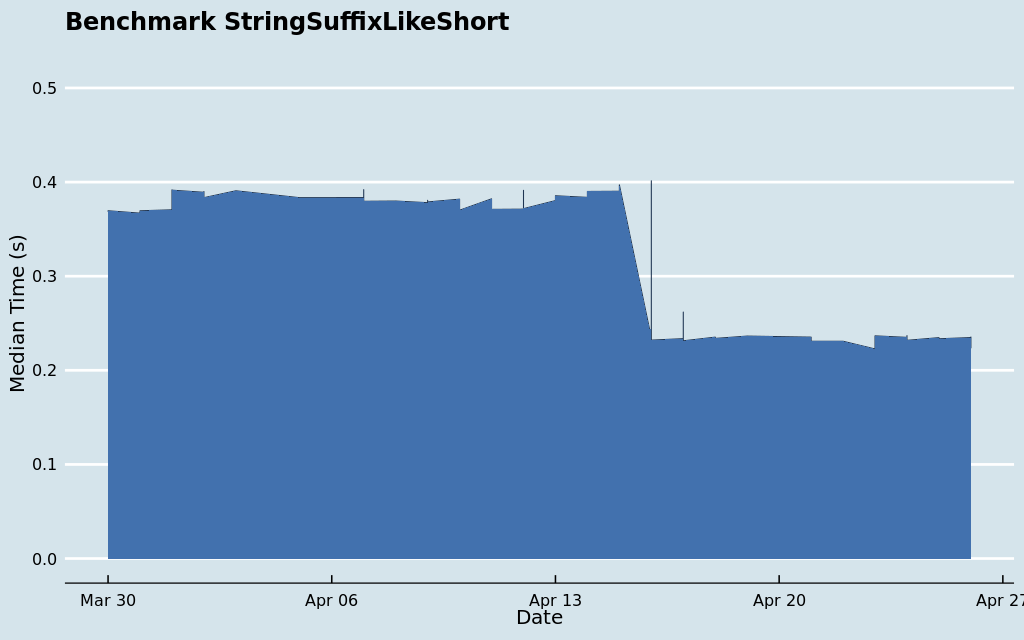 Benchmark StringSuffixLikeShort
0.5
0.4
0.3
0.2
0.1
0.0
Median Time (s)
Mar 30
Apr 06
Apr 13
Apr 20
Apr 27
Date